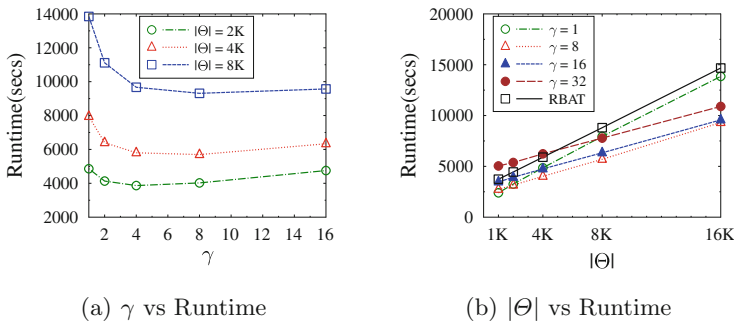 14000
12000
10000
8000
6000
4000
2000
Runtime(secs)
|Θ| = 2K
|Θ| = 4K
|Θ| = 8K
2 4 6 8 10 12 14 16
γ
(a) γ vs Runtime
20000
15000
10000
5000
0
Runtime(secs)
γ = 1
γ = 8
γ = 16
γ = 32
RBAT
1K 4K 8K 16K
|Θ|
(b) |Θ| vs Runtime